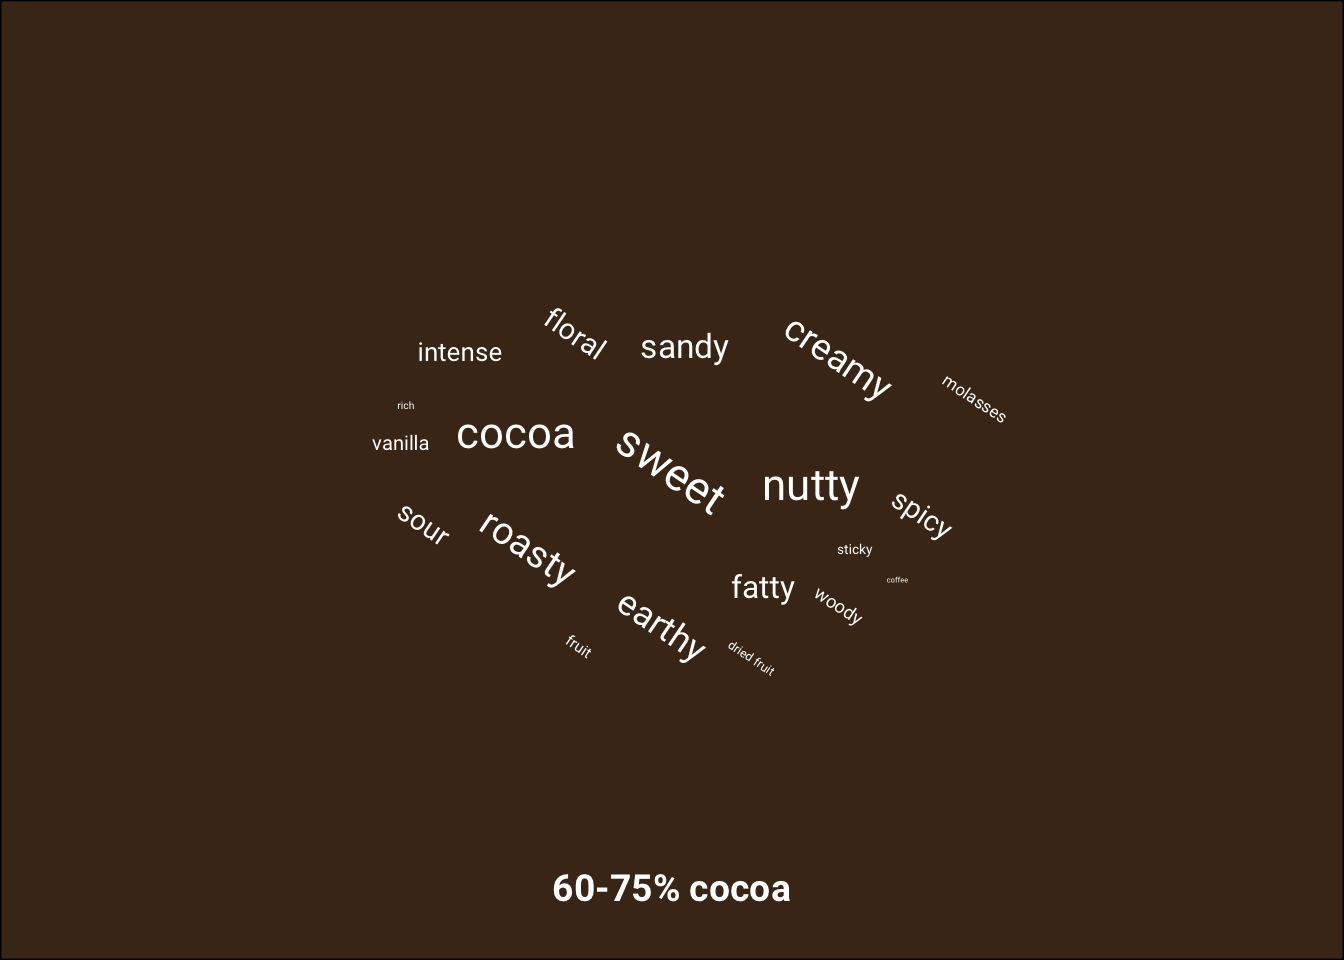 floral
sandy
creamy
intense
molasses
rich
vanilla
cocoa
sweet
nutty
spicy
sour
roasty
sticky
coffee
fatty
woody
earthy
fruit
dried fruit
60-75% cocoa